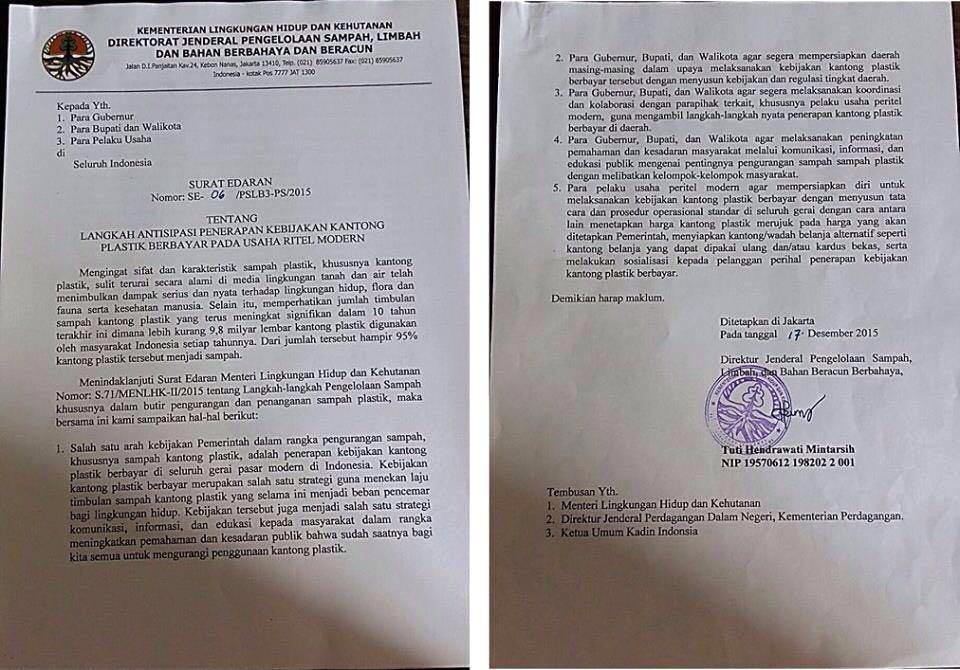 KEMENTERIAN LINGKUNGAN HIDUP DAN KEHUTANAN
DIREKTORAT JENDERAL PENGELOLAAN SAMPAH, LIMBAH
DAN BAHAN BERBAHAYA DAN BERACUN
Jalan D.I.Panjaitan Kav.24, Kebon Nanas, Jakarta 13410, Telp. (021) 85905637 Fax: (021) 85905637
Indonesia - kotak Pos 7777 JAT 1300
Kepada Yth.
1. Para Gubernur
2. Para Bupati dan Walikota
3. Para Pelaku Usaha
di
Seluruh Indonesia
SURAT EDARAN
Nomor: SE- 06 /PSLB3-PS/2015
TENTANG
LANGKAH ANTISIPASI PENERAPAN KEBIJAKAN KANTONG
PLASTIK BERBAYAR PADA USAHA RITEL MODERN
Mengingat sifat dan karakteristik sampah plastik, khususnya kantong
plastik, sulit terurai secara alami di media lingkungan tanah dan air telah
menimbulkan dampak serius dan nyata terhadap lingkungan hidup, flora dan
fauna serta kesehatan manusia. Selain itu, memperhatikan jumlah timbulan
sampah kantong plastik yang terus meningkat signifikan dalam 10 tahun
terakhir ini dimana lebih kurang 9,8 milyar lembar kantong plastik digunakan
oleh masyarakat Indonesia setiap tahunnya. Dari jumlah tersebut hampir 95%
kantong plastik tersebut menjadi sampah.
Menindaklanjuti Surat Edaran Menteri Lingkungan Hidup dan Kehutanan
Nomor: S.71/MENLHK-II/2015 tentang Langkah-langkah Pengelolaan Sampah
khususnya dalam butir pengurangan dan penanganan sampah plastik, maka
bersama ini kami sampaikan hal-hal berikut:
1. Salah satu arah kebijakan Pemerintah dalam rangka pengurangan sampah,
khususnya sampah kantong plastik, adalah penerapan kebijakan kantong
plastik berbayar di seluruh gerai pasar modern di Indonesia. Kebijakan
kantong plastik berbayar merupakan salah satu strategi guna menekan laju
timbulan sampah kantong plastik yang selama ini menjadi beban pencemar
bagi lingkungan hidup. Kebijakan tersebut juga menjadi salah satu strategi
komunikasi, informasi, dan edukasi kepada masyarakat dalam rangka
meningkatkan pemahaman dan kesadaran public bahwa sudah saatnya bagi
kita semua untuk mengurangi penggunaan kantong plastik.
2. Para Gubernur, Bupati, dan Walikota agar segera mempersiapkan daerah
masing-masing dalam upaya melaksanakan kebijakan kantong plastik
berbayar tersebut dengan menyusun kebijakan dan regulasi tingkat daerah.
3. Para Gubernur, Bupati, dan Walikota agar segera melaksanakan koordinasi
dan kolaborasi dengan parapihak terkait, khususnya pelaku usaha peritel
modern, guna mengambil langkah-langkah nyata penerapan kantong plastik
berbayar di daerah.
4. Para Gubernur, Bupati, dan Walikota agar melaksanakan peningkatan
pemahaman dan kesadaran masyarakat melalui komunikasi, informasi, dan
edukasi publik mengenai pentingnya pengurangan sampah sampah plastik
dengan melibatkan kelompok-kelompok masyarakat.
5. Para pelaku usaha peritel modern agar mempersiapkan diri untuk
melaksanakan kebijakan kantong plastik berbayar dengan menyusun tata
cara dan prosedur operasional standar di seluruh gerai dengan cara antara
lain menetapkan harga kantong plastik merujuk pada harga yang akan
ditetapkan Pemerintah, menyiapkan kantong/wadah belanja alternatif seperti
kantong belanja yang dapat dipakai ulang dan/atau kardus bekas, serta
melakukan sosialisasi kepada pelanggan perihal penerapan kebijakan
kantong plastik berbayar.
Demikian harap maklum.
Ditetapkan di Jakarta
Pada tanggal 17 Desember 2015
Direktur Jenderal Pengelolaan Sampah,
Limbah, dan Bahan Beracun Berbahaya,
Tuti Hendrawati Mintarsih
NIP 19570612 198202 2 001
Tembusan Yth.
1. Menteri Lingkungan Hidup dan Kehutanan
2. Direktur Jenderal Perdagangan Dalam Negeri, Kementerian Perdagangan.
3. Ketua Umum Kadin Indonsia